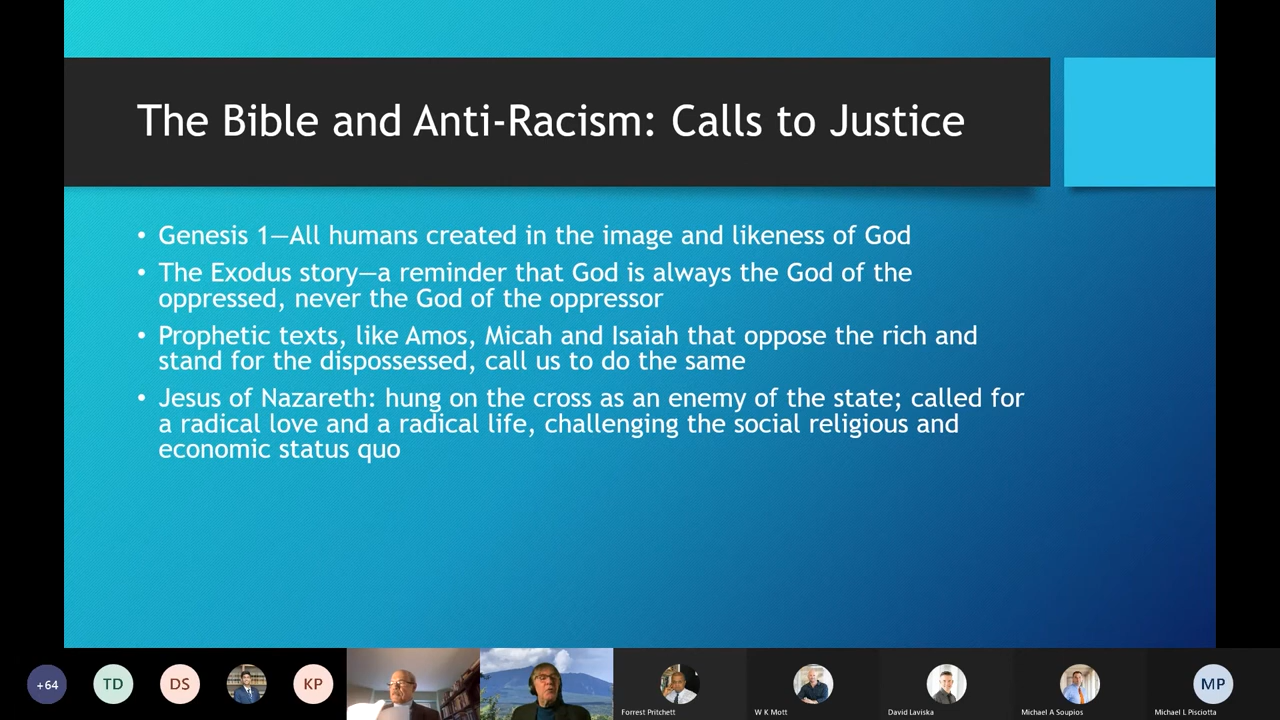 The Bible and Anti-Racism: Calls to Justice
• Genesis 1—All humans created in the image and likeness of God
• The Exodus story—a reminder that God is always the God of the
oppressed, never the God of the oppressor
• Prophetic texts, like Amos, Micah and Isaiah that oppose the rich and
stand for the dispossessed, call us to do the same
• Jesus of Nazareth: hung on the cross as an enemy of the state; called for
a radical love and a radical life, challenging the social religious and
economic status quo
+64
TD
DS
KP
MP
Forrest Pritchett
W K Mott
David Laviska
Michael A Soupios
Michael L Pisciotta